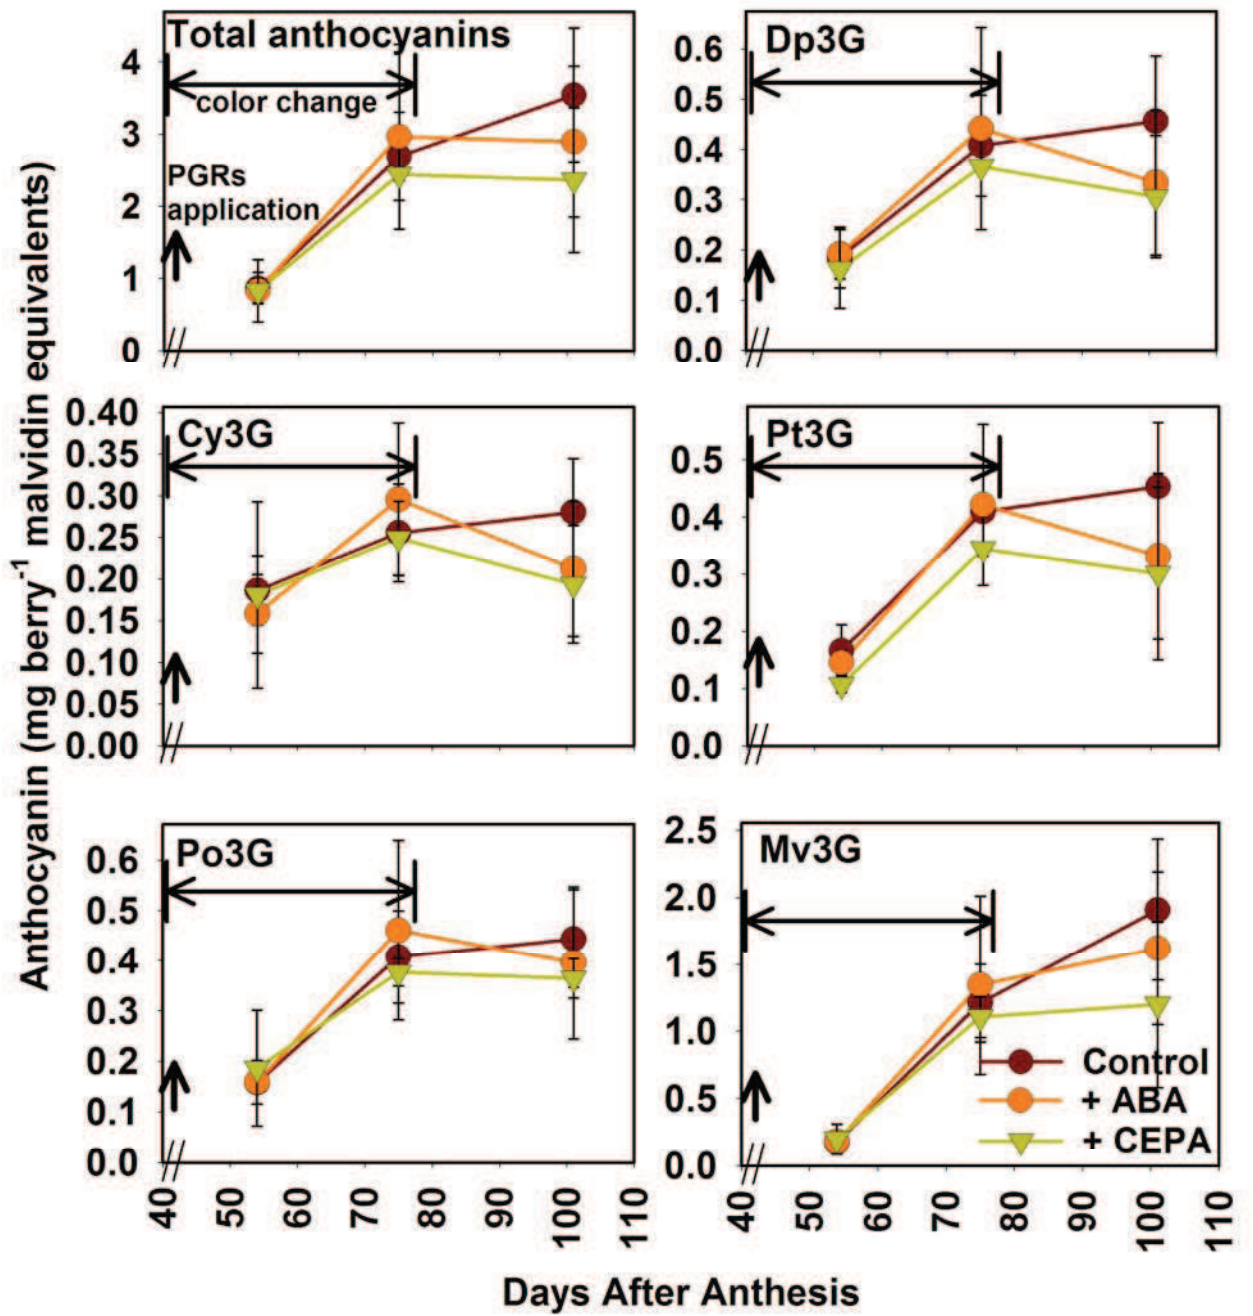 Anthocyanin (mg berry⁻¹ malvidin equivalents)
Total anthocyanins
color change
PGRs
application
4
3
2
1
0
Dp3G
0.6
0.5
0.4
0.3
0.2
0.1
0.0
Cy3G
0.40
0.35
0.30
0.25
0.20
0.15
0.10
0.05
0.00
Pt3G
0.5
0.4
0.3
0.2
0.1
0.0
Po3G
0.6
0.5
0.4
0.3
0.2
0.1
0.0
40 50 60 70 80 90 100 110
Mv3G
2.5
2.0
1.5
1.0
0.5
0.0
Control
+ ABA
+ CEPA
40 50 60 70 80 90 100 110
Days After Anthesis